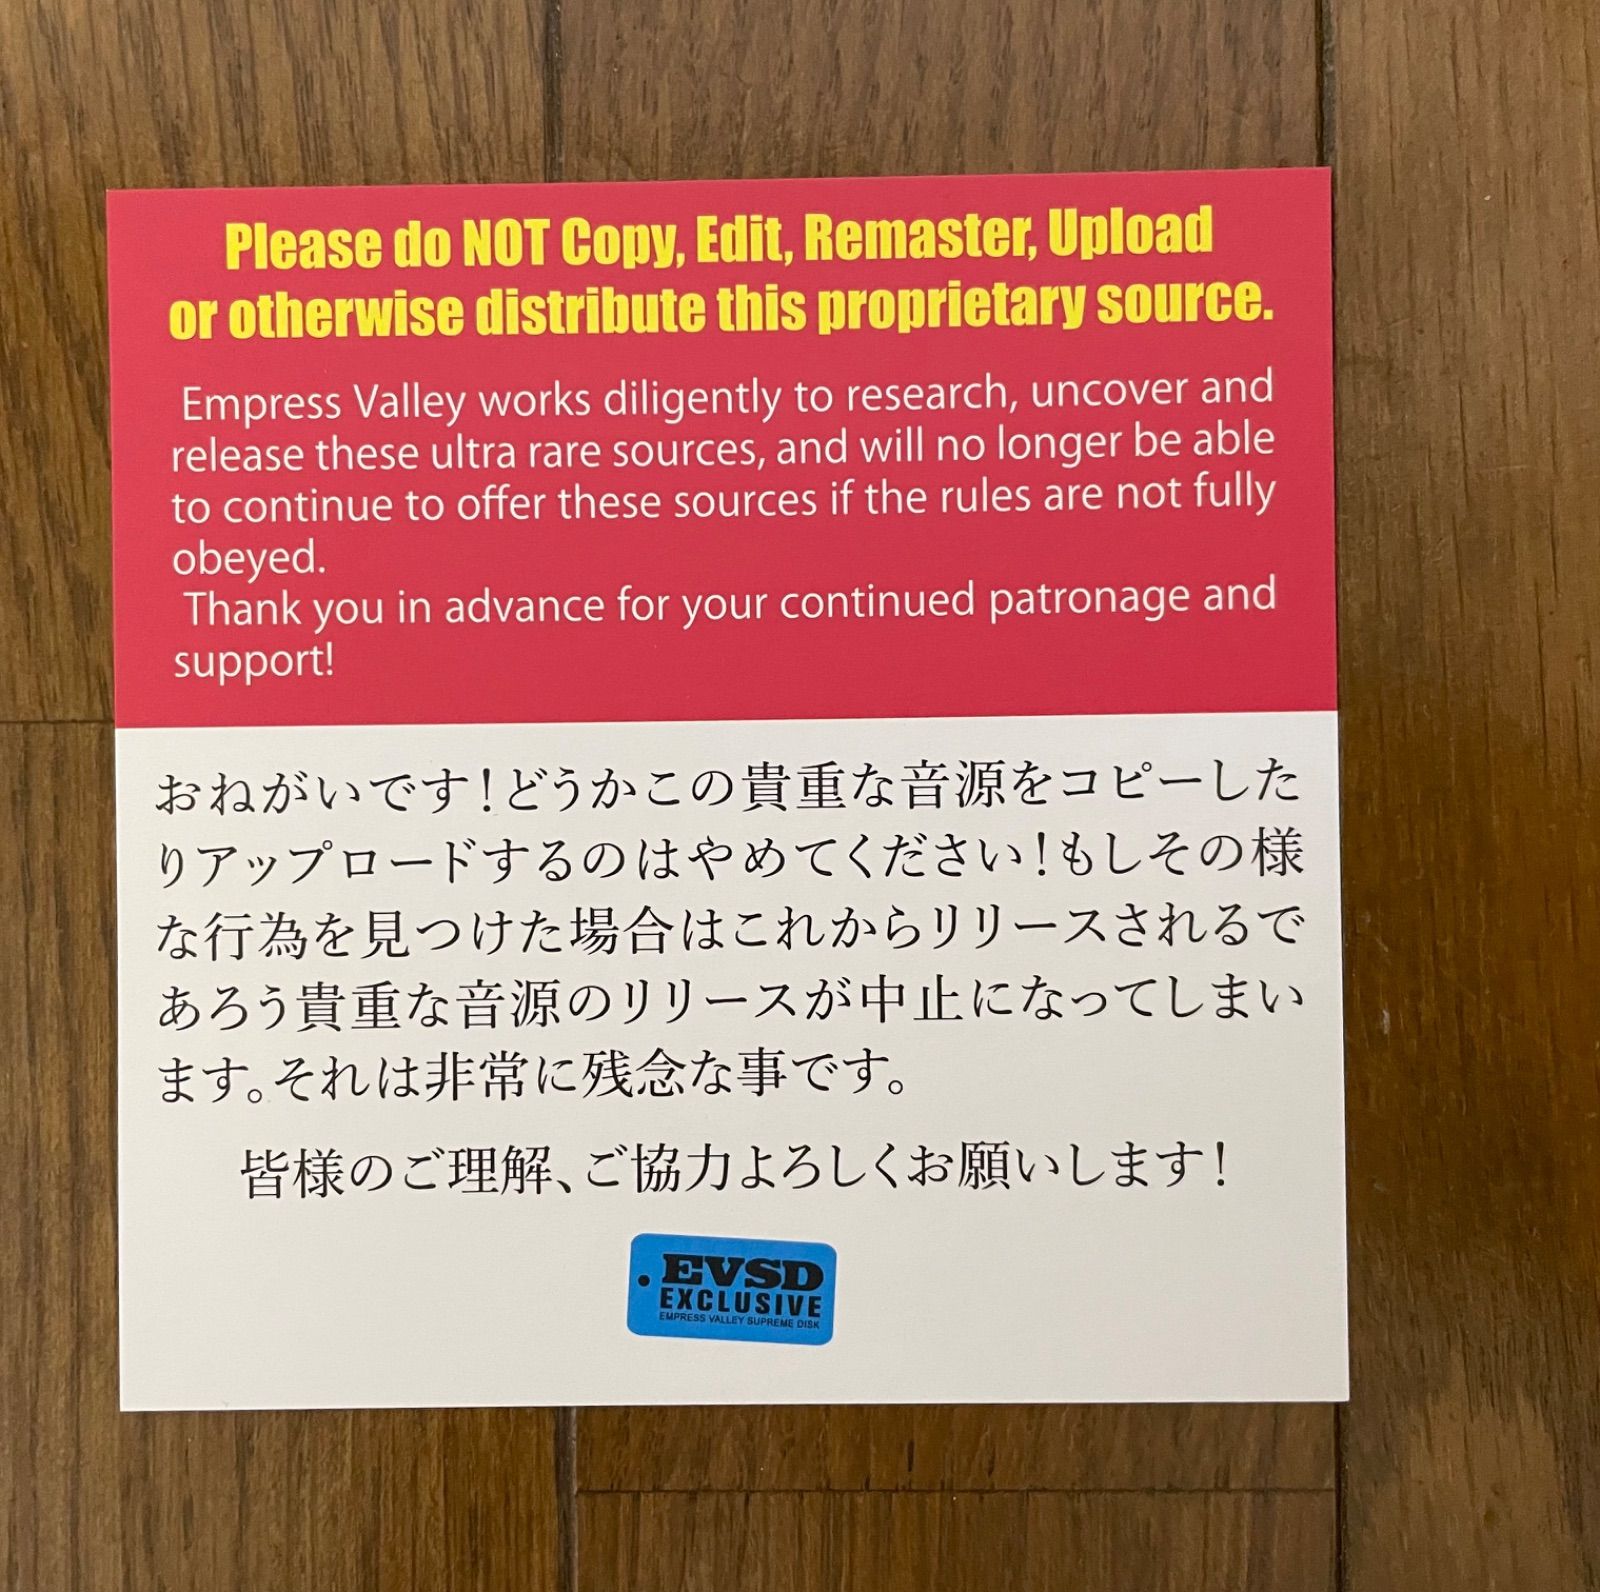 Please do NOT Copy, Edit, Remaster, Upload
or otherwise distribute this proprietary source.
Empress Valley works diligently to research, uncover and
release these ultra rare sources, and will no longer be able
to continue to offer these sources if the rules are not fully
obeyed.
Thank you in advance for your continued patronage and
support!
おねがいです！どうかこの貴重な音源をコピーした
りアップロードするのはやめてください！もしその様
な行為を見つけた場合はこれからリリースされるで
あろう貴重な音源のリリースが中止になってしまい
ます。それは非常に残念な事です。
皆様のご理解、ご協力よろしくお願いします！
EVSD
EXCLUSIVE
EMPRESS VALLEY SUPREME DISK